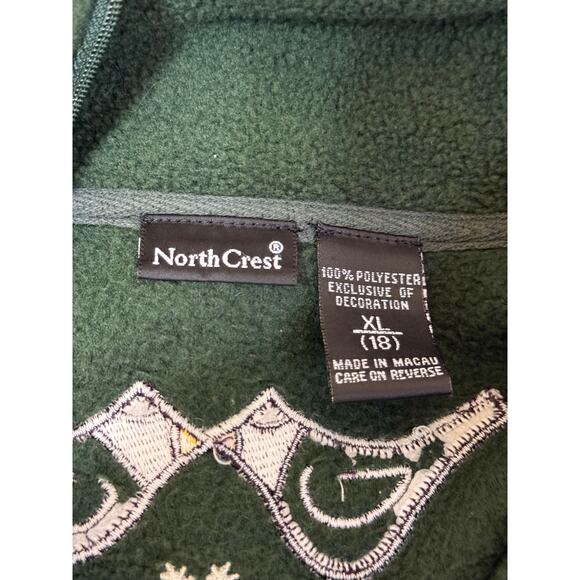 NorthCrest®
100% POLYESTER
EXCLUSIVE OF
DECORATION
XL
(18)
MADE IN MACAU
CARE ON REVERSE